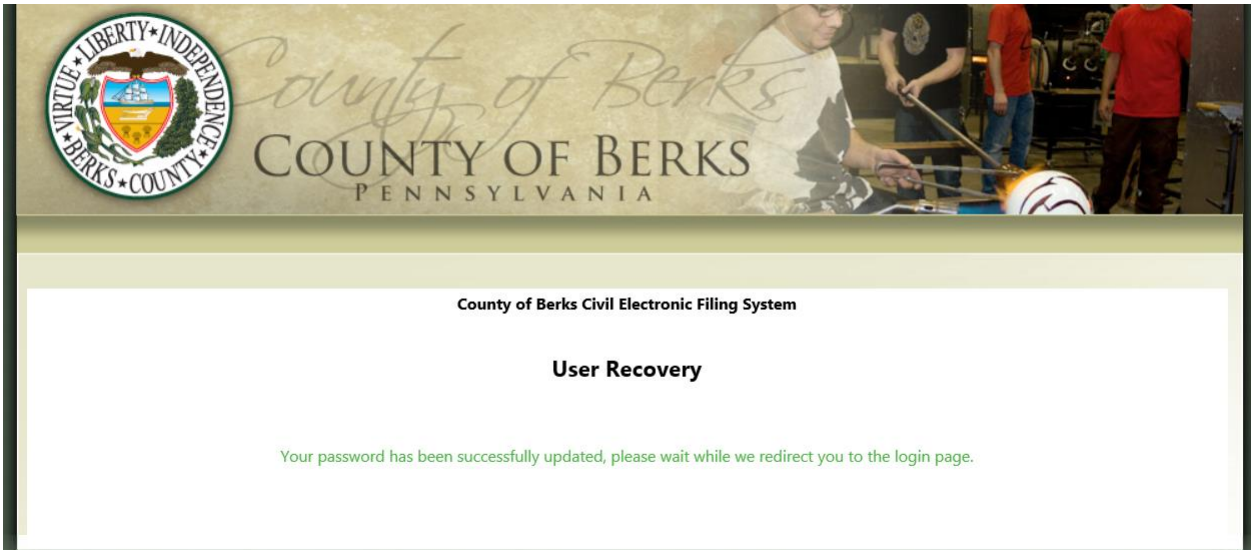 VIRTUE★LIBERTY★INDEPENDENCE★
BERKS★COUNTY
County of Berks
COUNTY OF BERKS
PENNSYLVANIA
County of Berks Civil Electronic Filing System
User Recovery
Your password has been successfully updated, please wait while we redirect you to the login page.